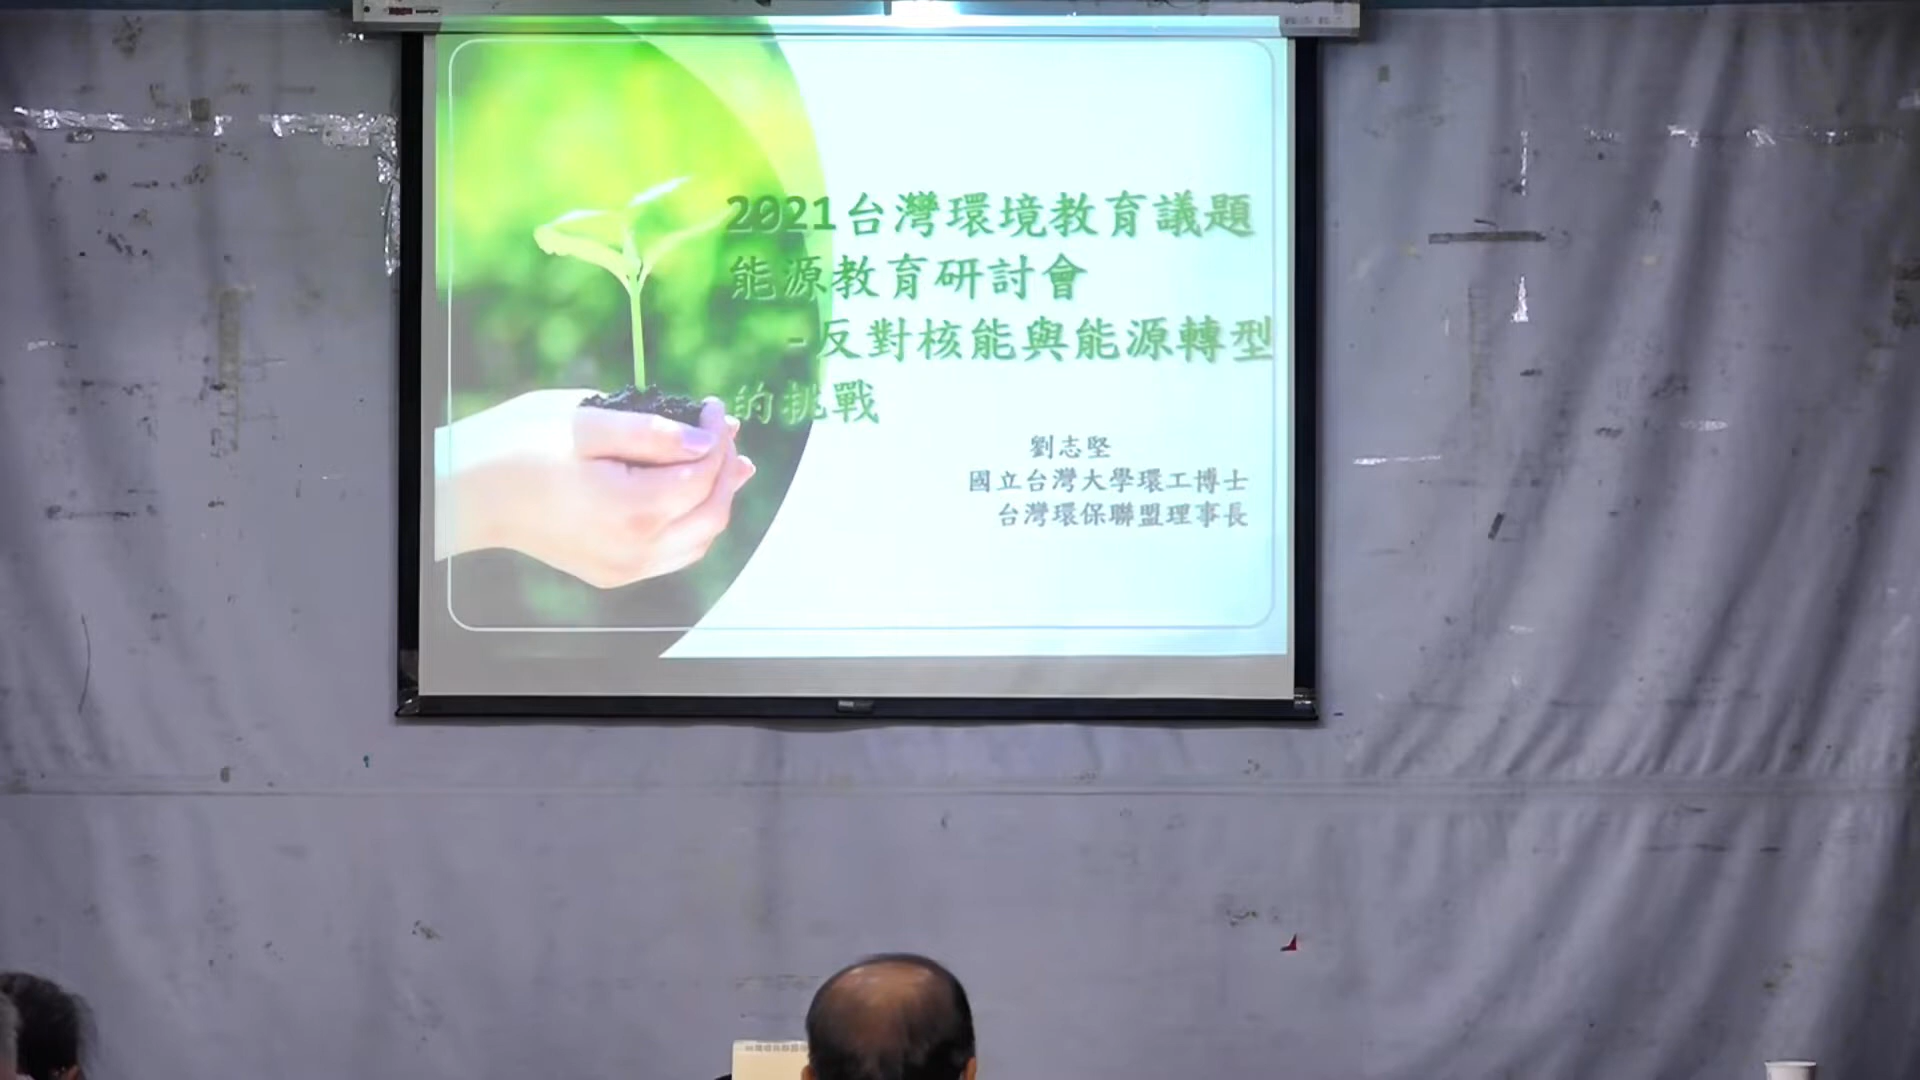 2021台灣環境教育議題
能源教育研討會
-反對核能與能源轉型
的挑戰
劉志堅
國立台灣大學環工博士
台灣環保聯盟理事長